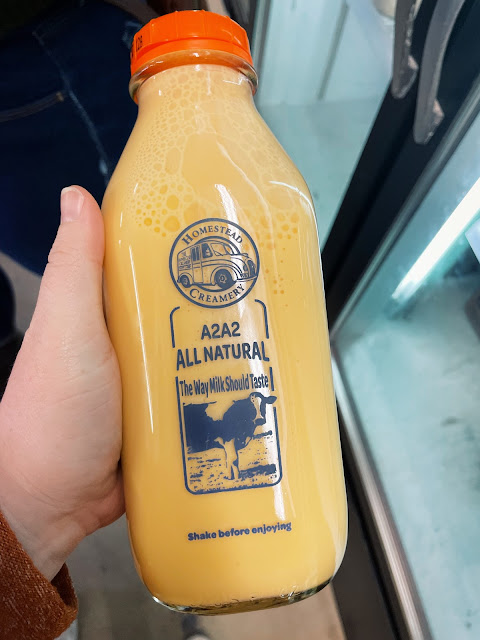 HOMESTEAD
CREAMERY
A2A2
ALL NATURAL
The Way Milk Should Taste
Shake before enjoying